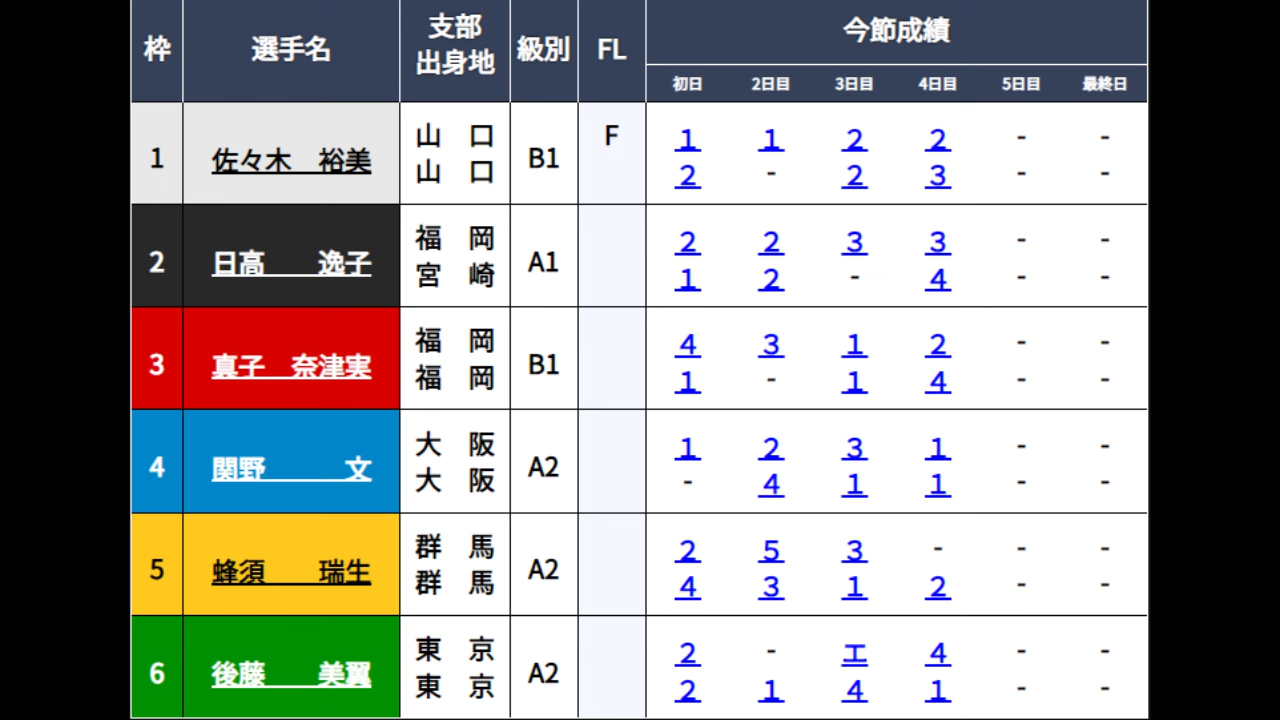 枠 選手名 支部 出身地 級別 FL 今節成績
初日 2日目 3日目 4日目 5日目 最終日
1 佐々木 裕美 山口 B1 F 1 1 2 2 - -
山口 2 - 2 3 - -
2 日高 逸子 福岡 A1 2 2 3 3 - -
宮崎 1 2 - 4 - -
3 真子 奈津実 福岡 B1 4 3 1 2 - -
福岡 1 - 1 4 - -
4 関野 文 大阪 A2 1 2 3 1 - -
大阪 - 4 1 1 - -
5 蜂須 瑞生 群馬 A2 2 5 3 - - -
群馬 4 3 1 2 - -
6 後藤 美翼 東京 A2 2 - エ 4 - -
東京 2 1 4 1 - -